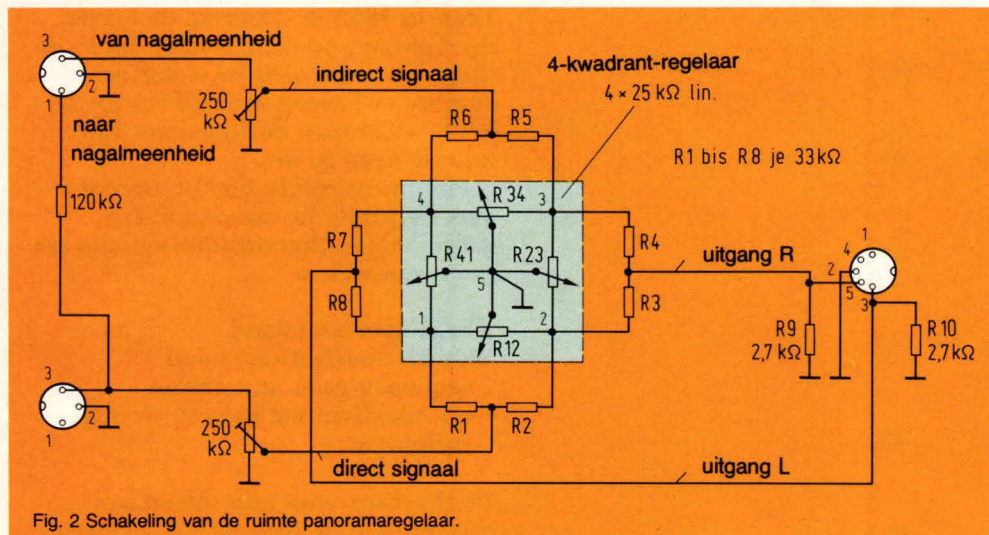 3
van nagalmeenheid
2
1
250
kΩ
indirect signaal
4-kwadrant-regelaar
4 × 25 kΩ lin.
naar
nagalmeenheid
120 kΩ
R6
R5
R1 bis R8 je 33kΩ
4
R 34
3
R7
R41
R23
R4
R8
5
R3
1
R12
2
uitgang R
1
4
2
5
3
R9
2,7 kΩ
R10
2,7kΩ
3
2
1
250
kΩ
R1
R2
direct signaal
uitgang L
Fig. 2 Schakeling van de ruimte panoramaregelaar.